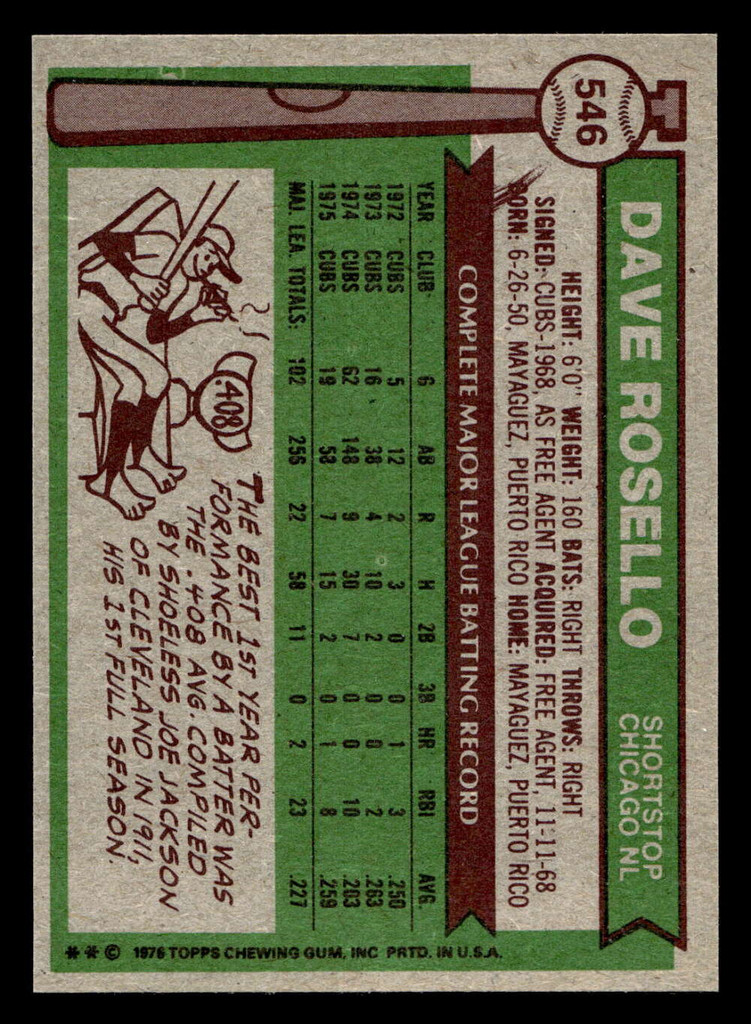 546
DAVE ROSELLO
SHORTSTOP
CHICAGO NL
HEIGHT: 6'0" WEIGHT: 160 BATS: RIGHT THROWS: RIGHT
SIGNED: CUBS-1968, AS FREE AGENT ACQUIRED: FREE AGENT, 11-11-68
BORN: 6-26-50, MAYAGUEZ, PUERTO RICO HOME: MAYAGUEZ, PUERTO RICO
COMPLETE MAJOR LEAGUE BATTING RECORD
YEAR CLUB G AB R H 2B 3B HR RBI AVG.
1972 CUBS 5 12 2 3 0 0 1 3 .250
1973 CUBS 16 38 4 10 2 0 0 2 .263
1974 CUBS 62 148 9 30 7 0 0 10 .203
1975 CUBS 19 58 7 15 2 0 1 8 .259
MAJ. LEA. TOTALS: 102 256 22 58 11 0 2 23 .227
.408
THE BEST 1ST YEAR PER-
FORMANCE BY A BATTER WAS
THE .408 AVG. COMPILED
BY SHOELESS JOE JACKSON
OF CLEVELAND IN 1911,
HIS 1ST FULL SEASON.
** © 1976 TOPPS CHEWING GUM, INC PRTD. IN U.S.A.